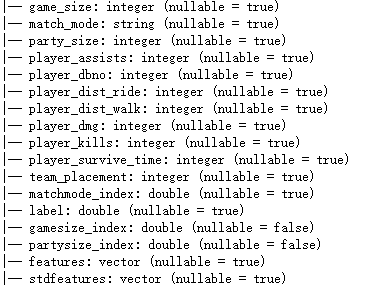 |-- game_size: integer (nullable = true)
|-- match_mode: string (nullable = true)
|-- party_size: integer (nullable = true)
|-- player_assists: integer (nullable = true)
|-- player_dbno: integer (nullable = true)
|-- player_dist_ride: integer (nullable = true)
|-- player_dist_walk: integer (nullable = true)
|-- player_dmg: integer (nullable = true)
|-- player_kills: integer (nullable = true)
|-- player_survive_time: integer (nullable = true)
|-- team_placement: integer (nullable = true)
|-- matchmode_index: double (nullable = true)
|-- label: double (nullable = true)
|-- gamesize_index: double (nullable = false)
|-- partysize_index: double (nullable = false)
|-- features: vector (nullable = true)
|-- stdfeatures: vector (nullable = true)